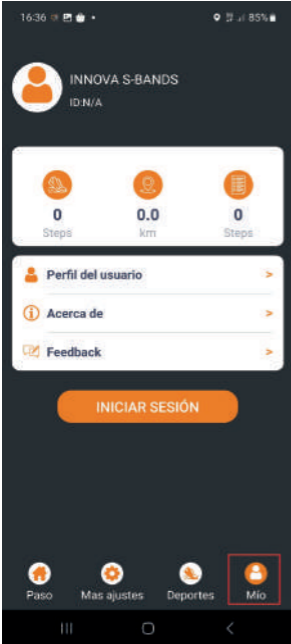 16:36
85%
INNOVA S-BANDS
ID:N/A
0 0.0 0
Steps km Steps
Perfil del usuario >
Acerca de >
Feedback >
INICIAR SESIÓN
Paso Mas ajustes Deportes Mío